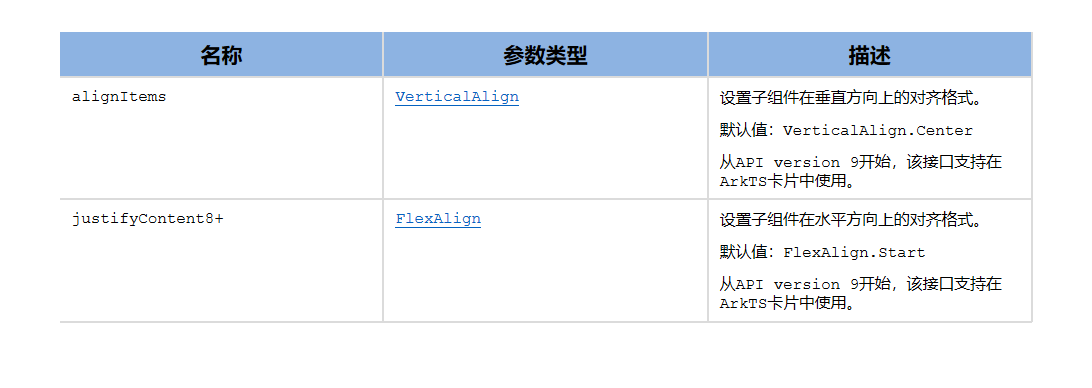 名称 参数类型 描述
alignItems VerticalAlign 设置子组件在垂直方向上的对齐格式。
默认值：VerticalAlign.Center
从API version 9开始，该接口支持在
ArkTS卡片中使用。
justifyContent8+ FlexAlign 设置子组件在水平方向上的对齐格式。
默认值：FlexAlign.Start
从API version 9开始，该接口支持在
ArkTS卡片中使用。